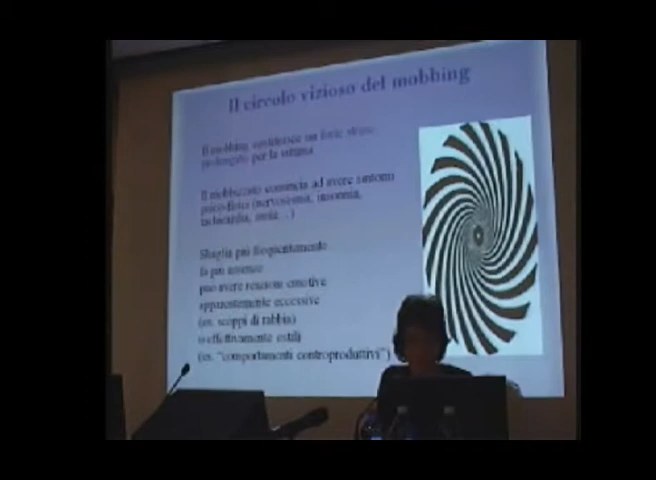 Il circolo vizioso del mobbing
Il mobbing costituisce un forte stress
prolungato per la vittima
Il mobbizzato comincia ad avere sintomi
psicofisici (nervosismo, insonnia,
tachicardia, ansia…)
Sbaglia più frequentemente
fa più assenze
può avere reazioni emotive
apparentemente eccessive
(es. scoppi di rabbia)
o effettivamente ostili
(es. "comportamenti controproduttivi")